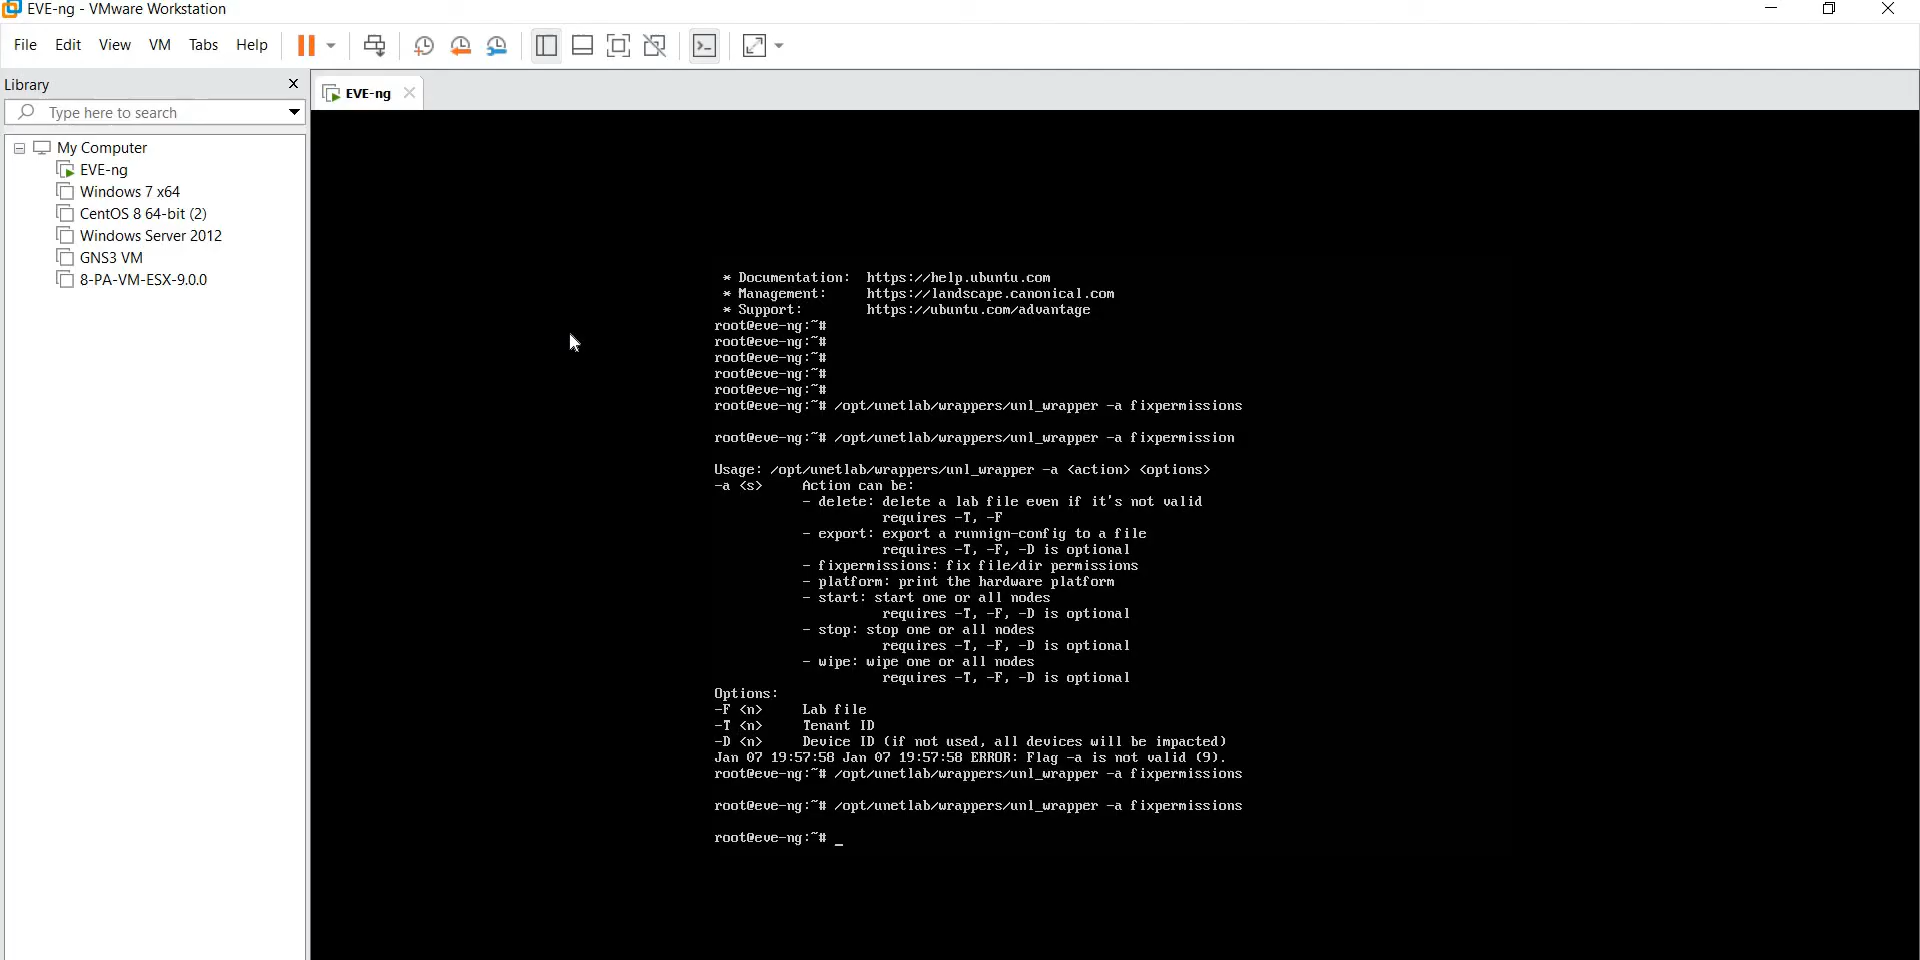 EVE-ng - VMware Workstation
File Edit View VM Tabs Help
Library
Type here to search
My Computer
EVE-ng
Windows 7 x64
CentOS 8 64-bit (2)
Windows Server 2012
GNS3 VM
8-PA-VM-ESX-9.0.0
EVE-ng
* Documentation:  https://help.ubuntu.com
* Management:     https://landscape.canonical.com
* Support:        https://ubuntu.com/advantage
root@eve-ng:~#
root@eve-ng:~#
root@eve-ng:~#
root@eve-ng:~#
root@eve-ng:~#
root@eve-ng:~# /opt/unetlab/wrappers/unl_wrapper -a fixpermissions
root@eve-ng:~# /opt/unetlab/wrappers/unl_wrapper -a fixpermission
Usage: /opt/unetlab/wrappers/unl_wrapper -a <action> <options>
-a <s>     Action can be:
- delete: delete a lab file even if it's not valid
requires -T, -F
- export: export a runnign-config to a file
requires -T, -F, -D is optional
- fixpermissions: fix file/dir permissions
- platform: print the hardware platform
- start: start one or all nodes
requires -T, -F, -D is optional
- stop: stop one or all nodes
requires -T, -F, -D is optional
- wipe: wipe one or all nodes
requires -T, -F, -D is optional
Options:
-F <n>     Lab file
-T <n>     Tenant ID
-D <n>     Device ID (if not used, all devices will be impacted)
Jan 07 19:57:58 Jan 07 19:57:58 ERROR: Flag -a is not valid (9).
root@eve-ng:~# /opt/unetlab/wrappers/unl_wrapper -a fixpermissions
root@eve-ng:~# /opt/unetlab/wrappers/unl_wrapper -a fixpermissions
root@eve-ng:~# _